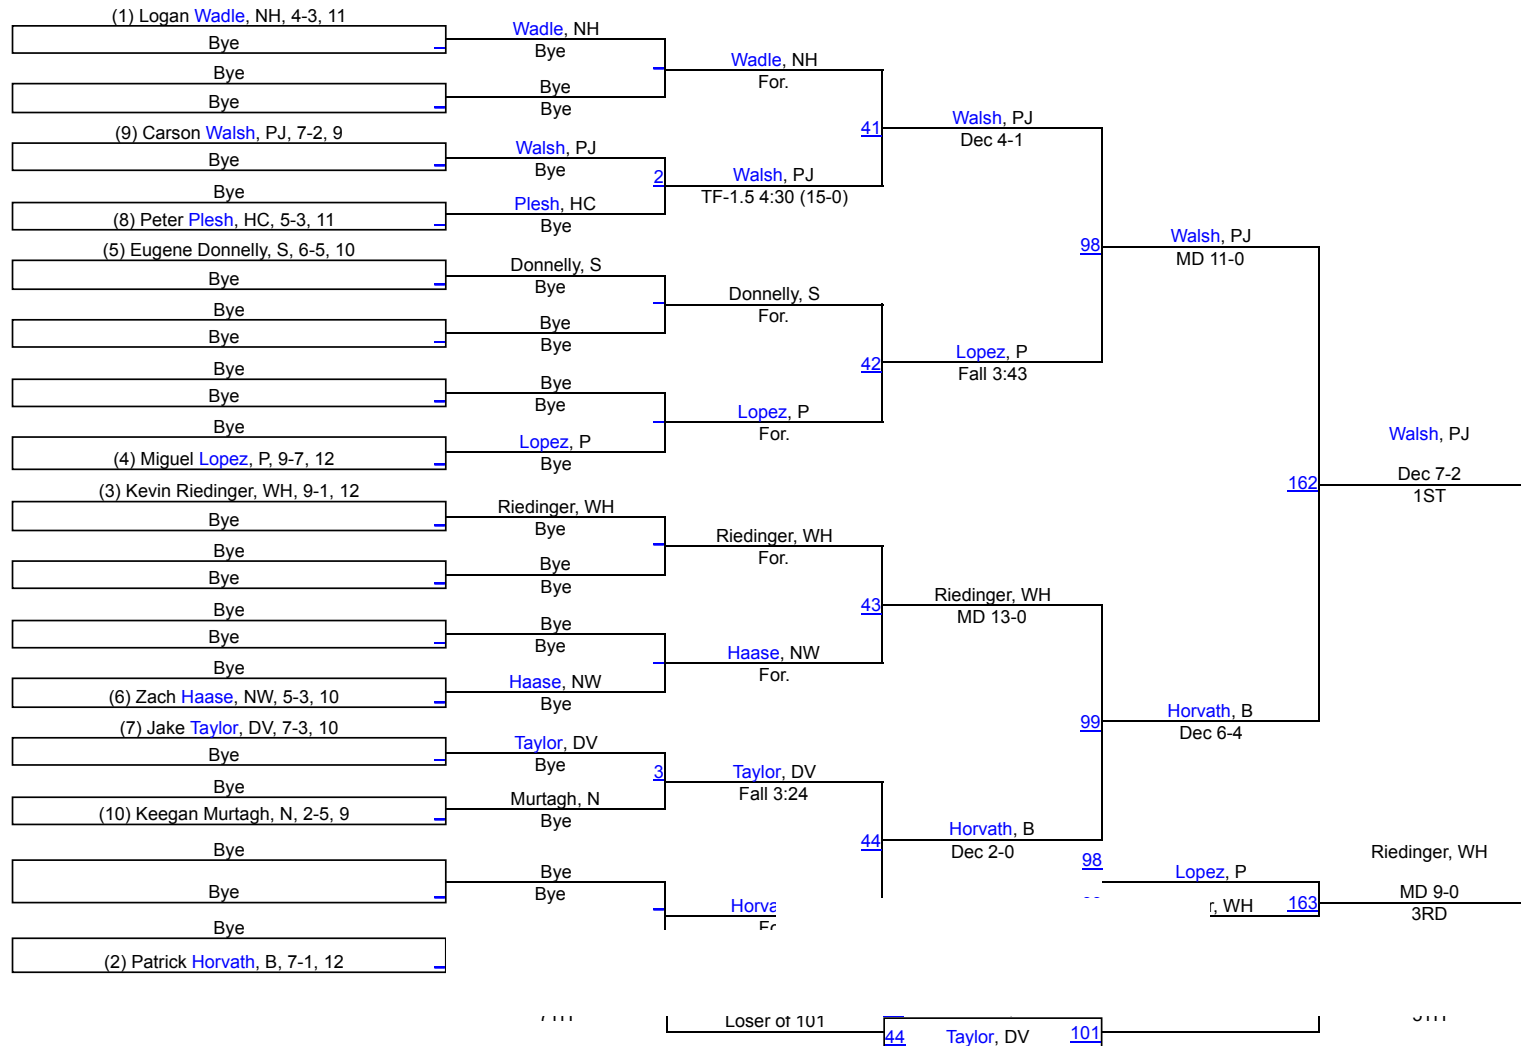 (1) Logan Wadle, NH, 4-3, 11
Bye
Bye
Bye
(9) Carson Walsh, PJ, 7-2, 9
Bye
Bye
(8) Peter Plesh, HC, 5-3, 11
(5) Eugene Donnelly, S, 6-5, 10
Bye
Bye
Bye
Bye
Bye
Bye
(4) Miguel Lopez, P, 9-7, 12
(3) Kevin Riedinger, WH, 9-1, 12
Bye
Bye
Bye
Bye
Bye
Bye
(6) Zach Haase, NW, 5-3, 10
(7) Jake Taylor, DV, 7-3, 10
Bye
Bye
(10) Keegan Murtagh, N, 2-5, 9
Bye
Bye
Bye
(2) Patrick Horvath, B, 7-1, 12
Wadle, NH
Bye
Bye
Bye
Walsh, PJ
Bye
2
Plesh, HC
Bye
Donnelly, S
Bye
Bye
Bye
Bye
Bye
Lopez, P
Bye
Riedinger, WH
Bye
Bye
Bye
Bye
Bye
Haase, NW
Bye
Taylor, DV
Bye
3
Murtagh, N
Bye
Bye
Bye
Wadle, NH
For.
41
Walsh, PJ
TF-1.5 4:30 (15-0)
Donnelly, S
For.
42
Lopez, P
For.
Riedinger, WH
For.
43
Haase, NW
For.
Taylor, DV
Fall 3:24
44
Loser of 101
Walsh, PJ
Dec 4-1
98
Lopez, P
Fall 3:43
Riedinger, WH
MD 13-0
99
Horvath, B
Dec 2-0
98
44
Taylor, DV
101
Walsh, PJ
MD 11-0
162
Horvath, B
Dec 6-4
Lopez, P
WH
163
Walsh, PJ
Dec 7-2
1ST
Riedinger, WH
MD 9-0
3RD